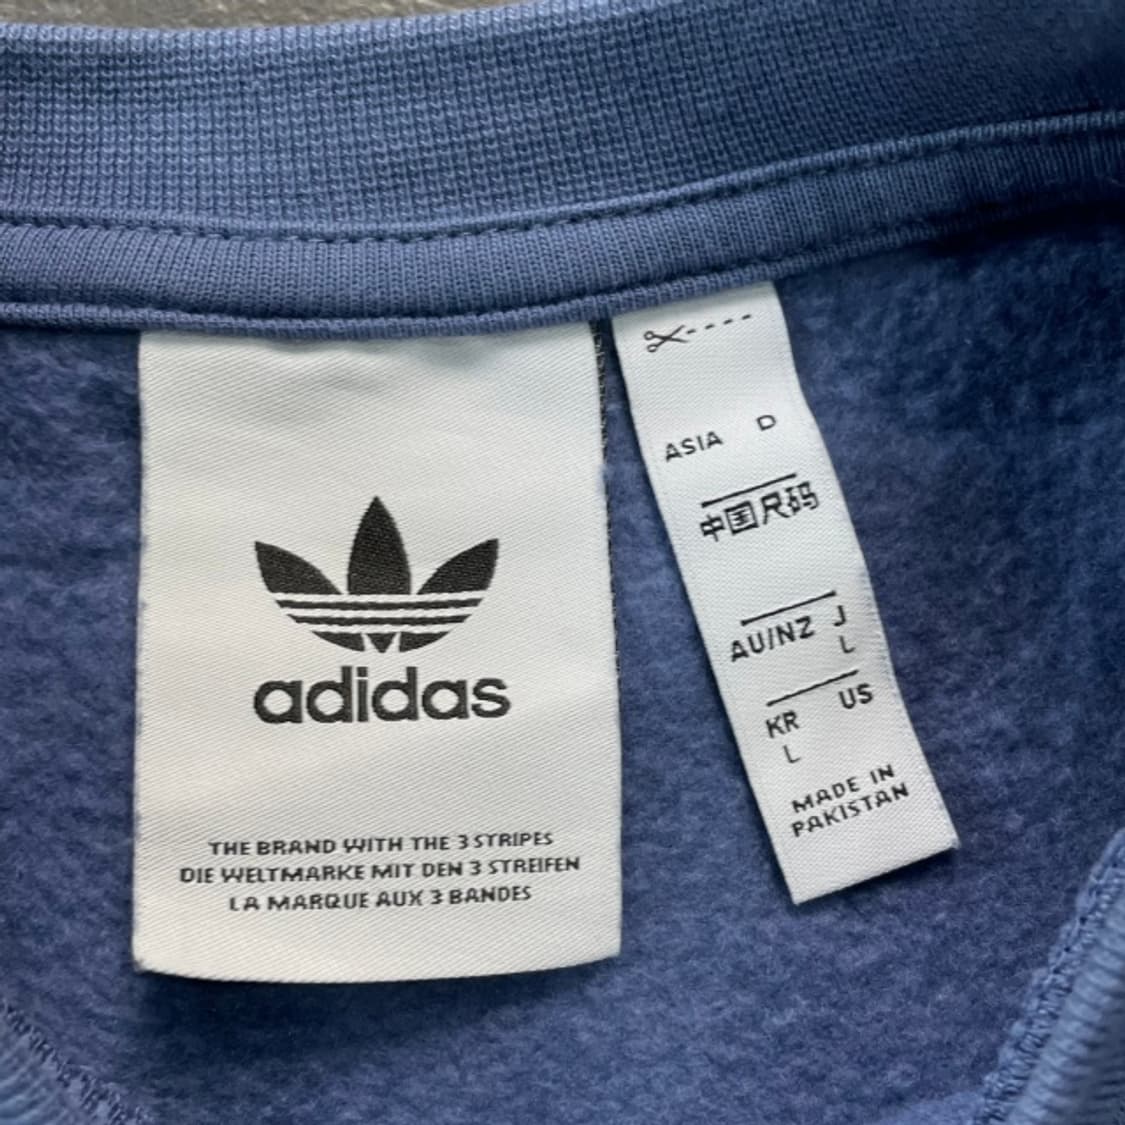 adidas
THE BRAND WITH THE 3 STRIPES
DIE WELTMARKE MIT DEN 3 STREIFEN
LA MARQUE AUX 3 BANDES
ASIA D
中国尺码
AU/NZ J
L
KR US
L
MADE IN
PAKISTAN